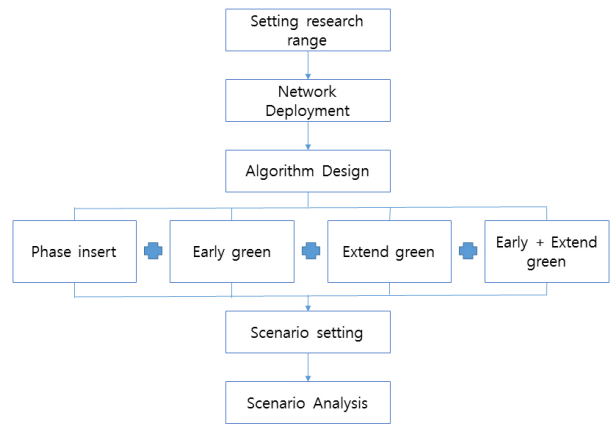 Setting research
range
Network
Deployment
Algorithm Design
Phase insert
Early green
Extend green
Early + Extend
green
Scenario setting
Scenario Analysis